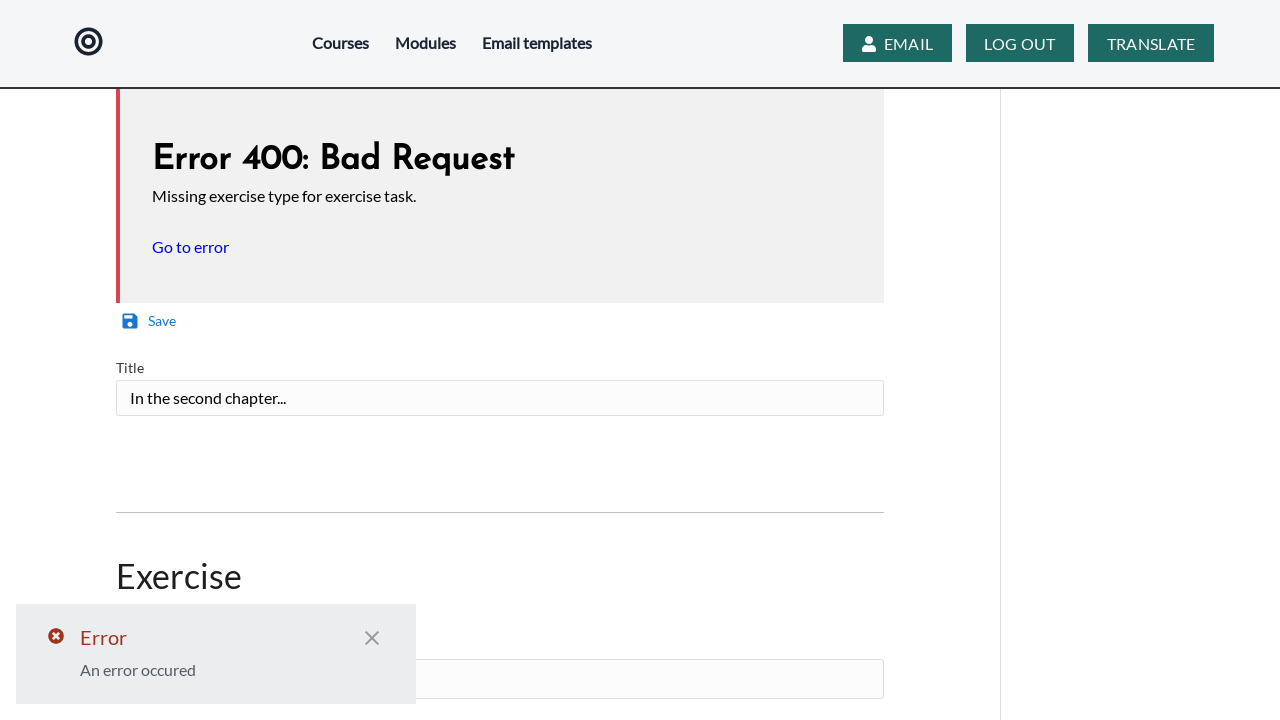 Courses Modules Email templates EMAIL LOG OUT TRANSLATE
Error 400: Bad Request
Missing exercise type for exercise task.
Go to error
Save
Title
In the second chapter...
Exercise
Error
An error occured